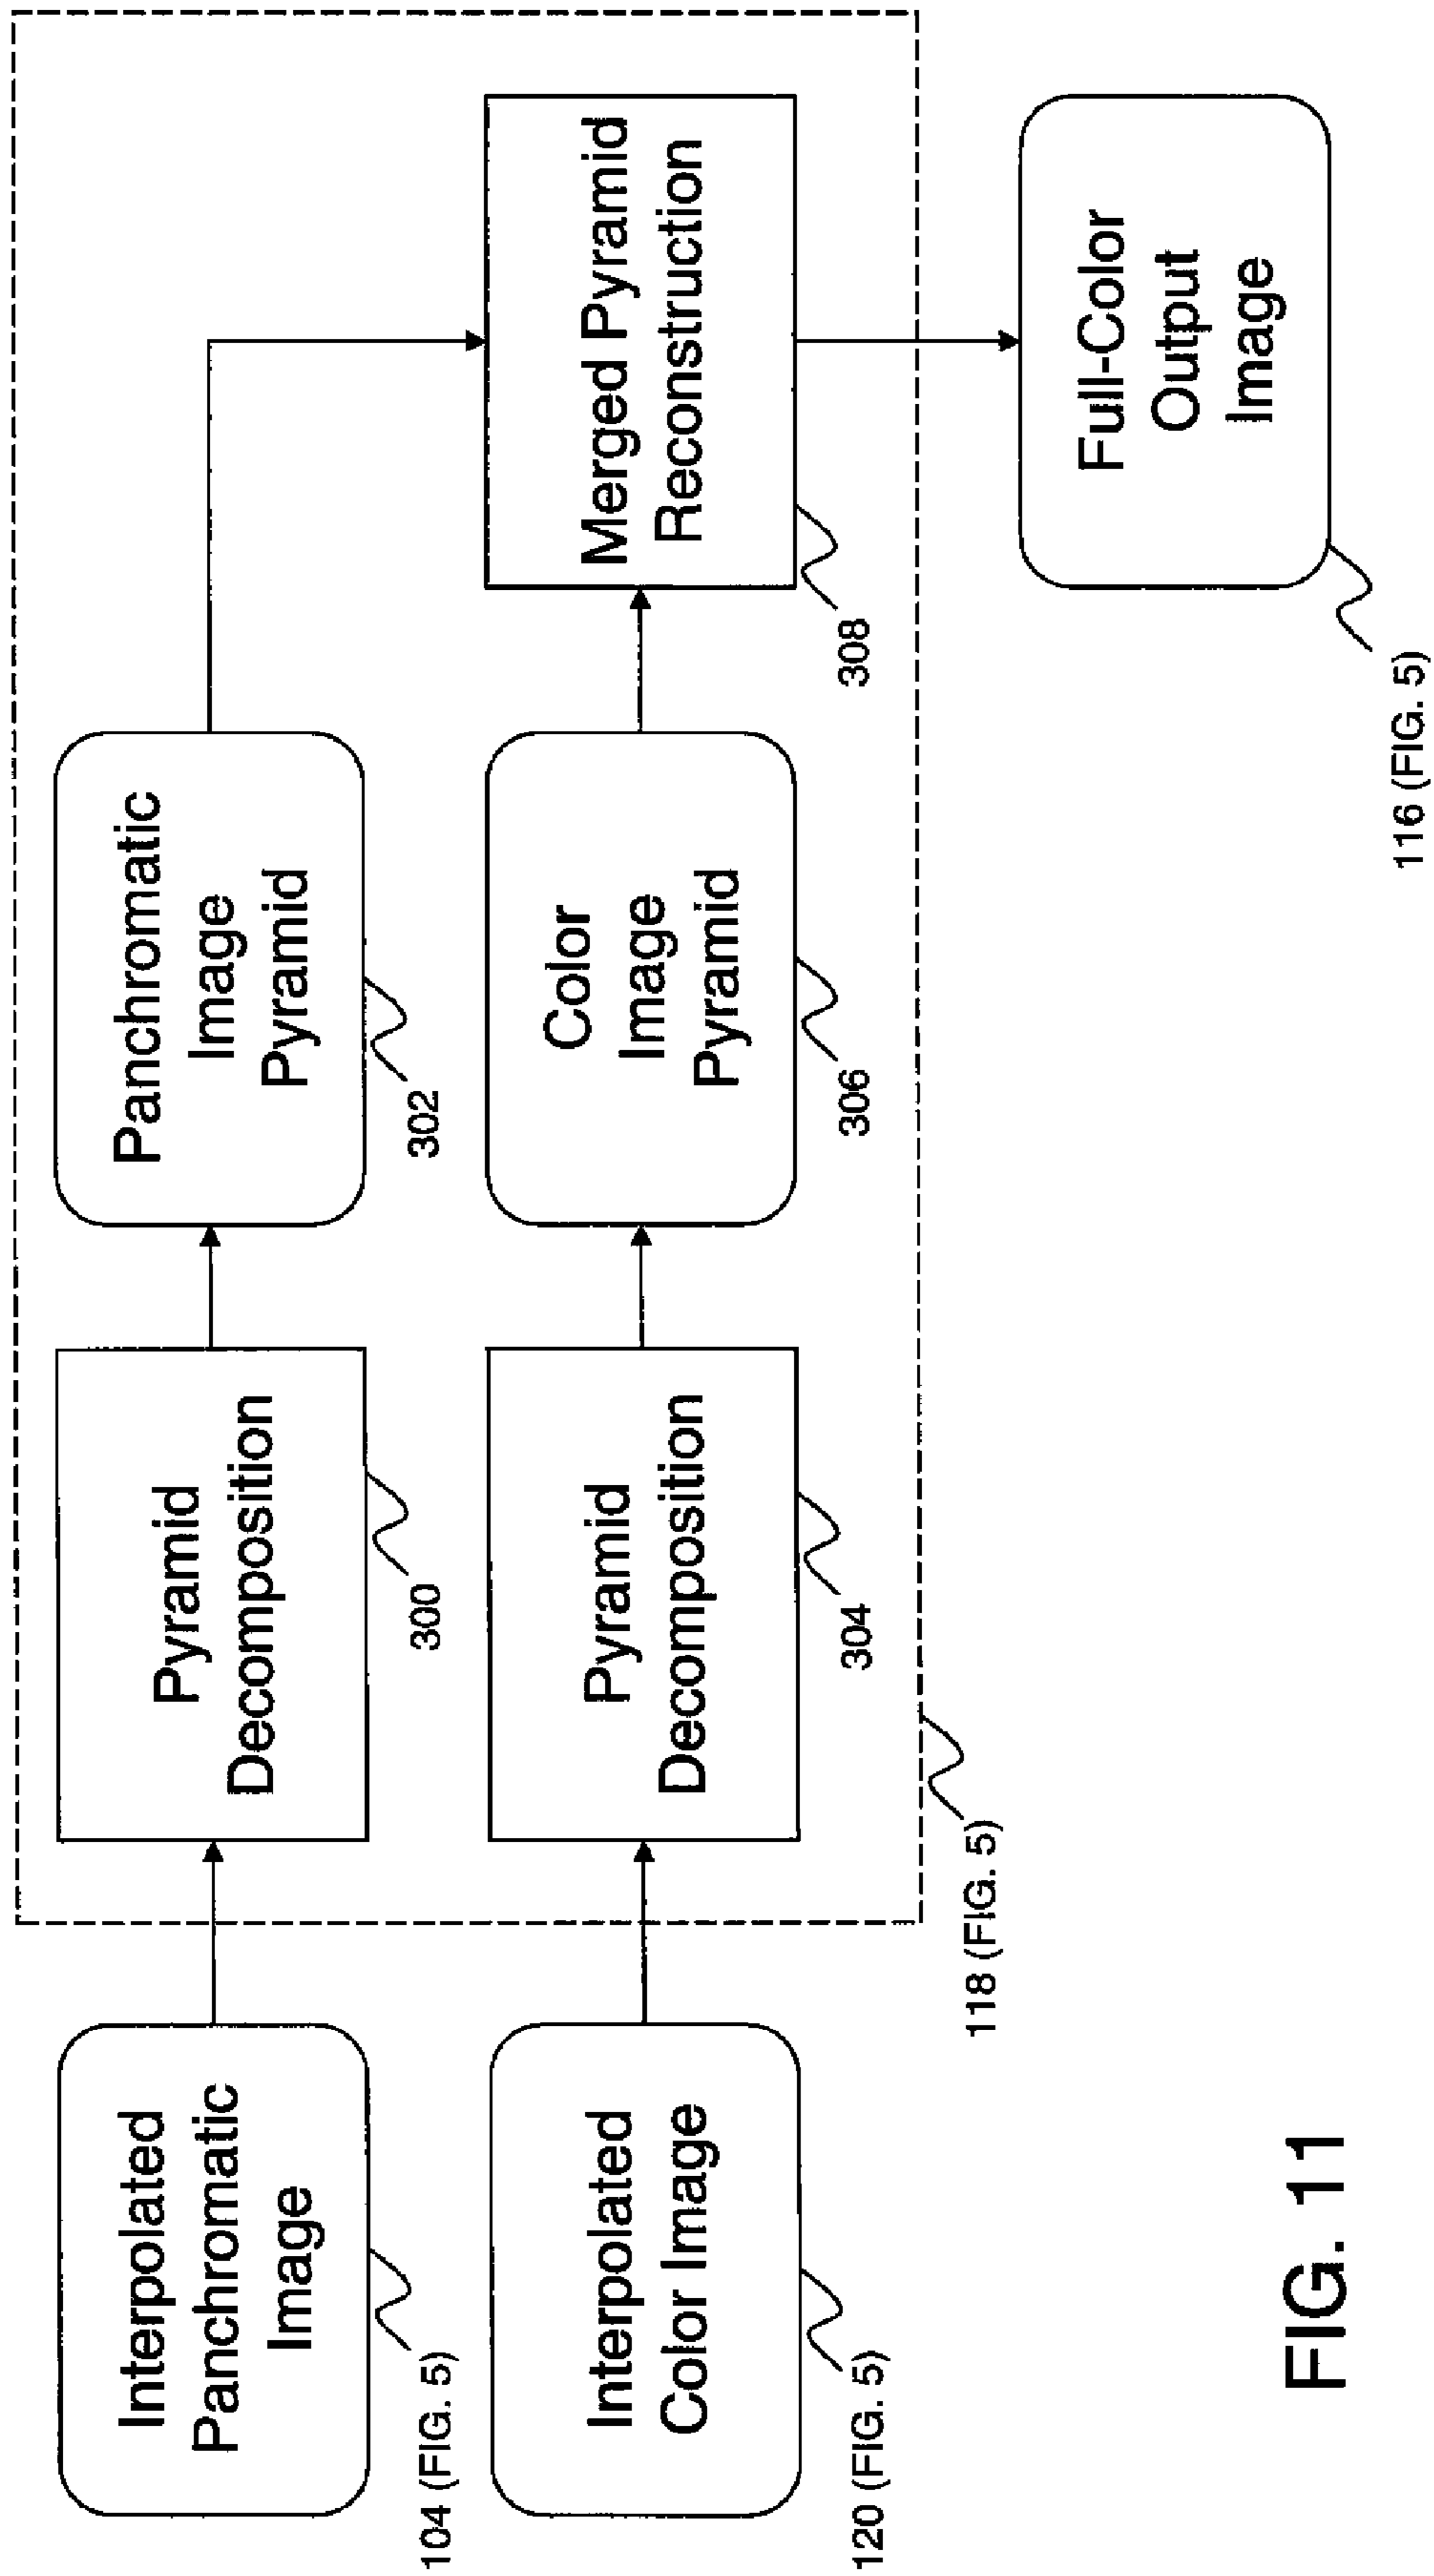 Interpolated
Panchromatic
Image
104 (FIG. 5)
Pyramid
Decomposition
300
Panchromatic
Image
Pyramid
302
Interpolated
Color Image
120 (FIG. 5)
Pyramid
Decomposition
304
Color
Image
Pyramid
306
Merged Pyramid
Reconstruction
308
118 (FIG. 5)
Full-Color
Output
Image
116 (FIG. 5)
FIG. 11